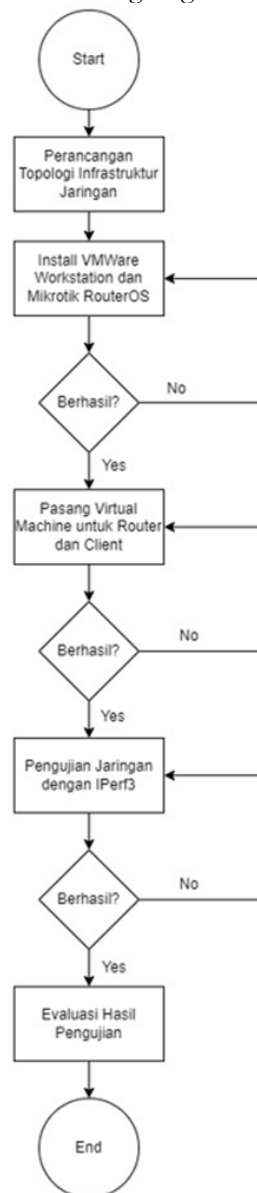 Start
Perancangan
Topologi Infrastruktur
Jaringan
Install VMWare
Workstation dan
Mikrotik RouterOS
Berhasil?
No
Yes
Pasang Virtual
Machine untuk Router
dan Client
Berhasil?
No
Yes
Pengujian Jaringan
dengan IPerf3
Berhasil?
No
Yes
Evaluasi Hasil
Pengujian
End